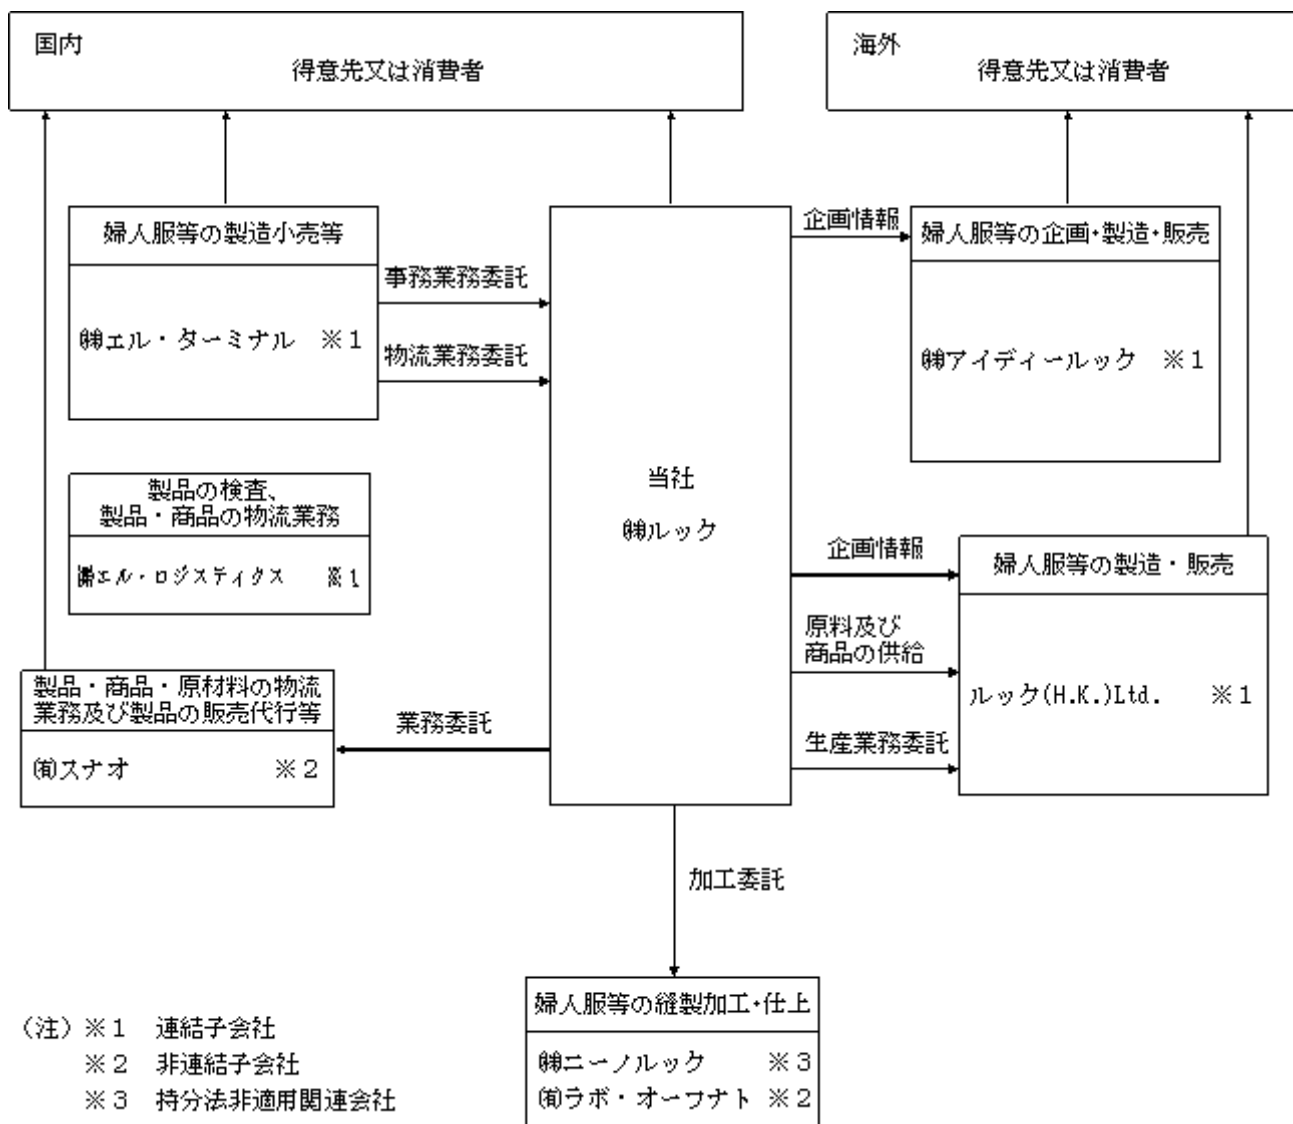 国内
得意先又は消費者
海外
得意先又は消費者
婦人服等の製造小売等
㈱エル・ターミナル ※1
事務業務委託
物流業務委託
製品の検査、
製品・商品の物流業務
㈱エル・ロジスティクス ※1
製品・商品・原材料の物流
業務及び製品の販売代行等
㈲スナオ ※2
業務委託
当社
㈱ルック
企画情報
婦人服等の企画・製造・販売
㈱アイディールック ※1
企画情報
原料及び
商品の供給
生産業務委託
婦人服等の製造・販売
ルック(H.K.)Ltd. ※1
加工委託
婦人服等の縫製加工・仕上
㈱ニーノルック ※3
㈲ラボ・オーフナト ※2
(注)※1 連結子会社
※2 非連結子会社
※3 持分法非適用関連会社